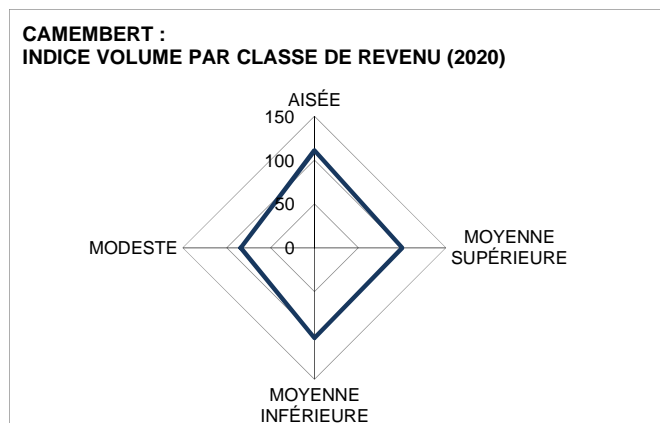 CAMEMBERT :
INDICE VOLUME PAR CLASSE DE REVENU (2020)
AISÉE
150
100
50
MODESTE
0
MOYENNE
SUPÉRIEURE
MOYENNE
INFÉRIEURE